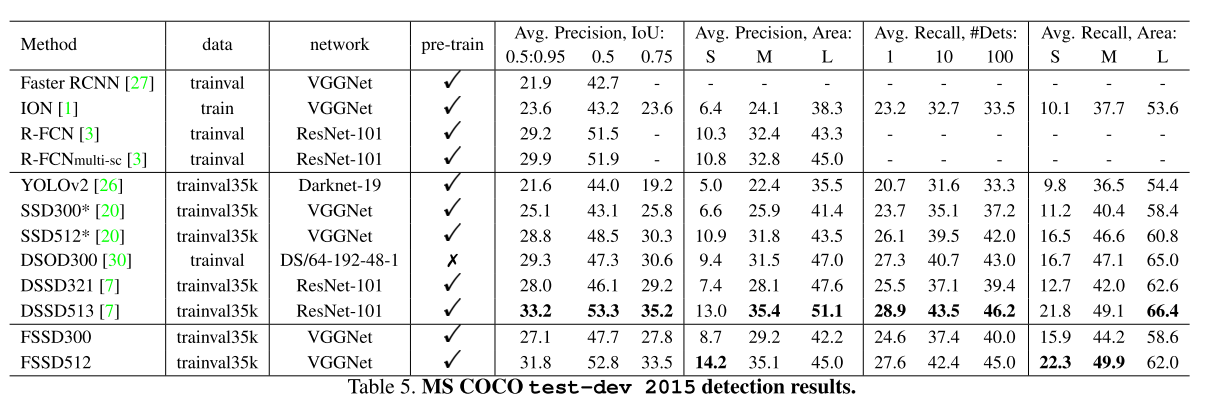 Method data network pre-train Avg. Precision, IoU: Avg. Precision, Area: Avg. Recall, #Dets: Avg. Recall, Area:
0.5:0.95 0.5 0.75 S M L 1 10 100 S M L
Faster RCNN [27] trainval VGGNet ✓ 21.9 42.7 - - - - - - - - - -
ION [1] train VGGNet ✓ 23.6 43.2 23.6 6.4 24.1 38.3 23.2 32.7 33.5 10.1 37.7 53.6
R-FCN [3] trainval ResNet-101 ✓ 29.2 51.5 - 10.3 32.4 43.3 - - - - - -
R-FCNmulti-sc [3] trainval ResNet-101 ✓ 29.9 51.9 - 10.8 32.8 45.0 - - - - - -
YOLOv2 [26] trainval35k Darknet-19 ✓ 21.6 44.0 19.2 5.0 22.4 35.5 20.7 31.6 33.3 9.8 36.5 54.4
SSD300* [20] trainval35k VGGNet ✓ 25.1 43.1 25.8 6.6 25.9 41.4 23.7 35.1 37.2 11.2 40.4 58.4
SSD512* [20] trainval35k VGGNet ✓ 28.8 48.5 30.3 10.9 31.8 43.5 26.1 39.5 42.0 16.5 46.6 60.8
DSOD300 [30] trainval DS/64-192-48-1 ✗ 29.3 47.3 30.6 9.4 31.5 47.0 27.3 40.7 43.0 16.7 47.1 65.0
DSSD321 [7] trainval35k ResNet-101 ✓ 28.0 46.1 29.2 7.4 28.1 47.6 25.5 37.1 39.4 12.7 42.0 62.6
DSSD513 [7] trainval35k ResNet-101 ✓ 33.2 53.3 35.2 13.0 35.4 51.1 28.9 43.5 46.2 21.8 49.1 66.4
FSSD300 trainval35k VGGNet ✓ 27.1 47.7 27.8 8.7 29.2 42.2 24.6 37.4 40.0 15.9 44.2 58.6
FSSD512 trainval35k VGGNet ✓ 31.8 52.8 33.5 14.2 35.1 45.0 27.6 42.4 45.0 22.3 49.9 62.0
Table 5. MS COCO test-dev 2015 detection results.